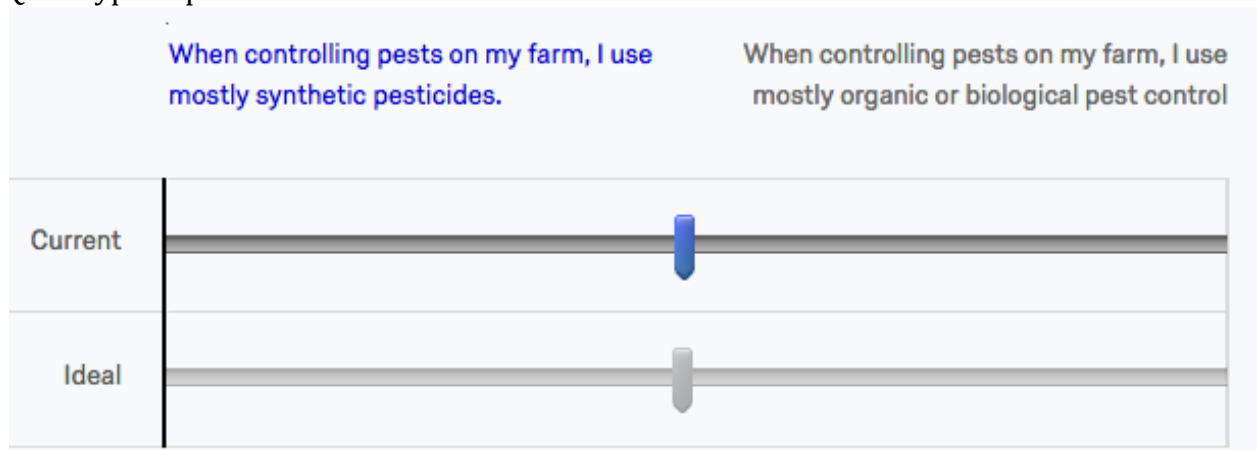 When controlling pests on my farm, I use
mostly synthetic pesticides.
When controlling pests on my farm, I use
mostly organic or biological pest control
Current
Ideal